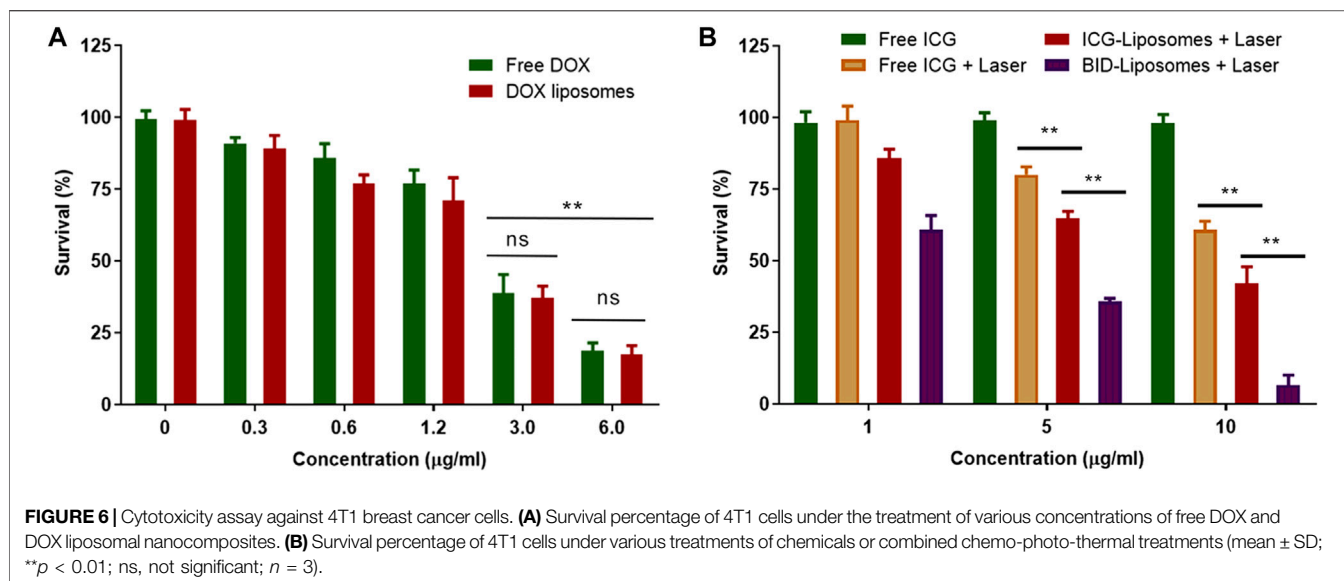 A
125
100
75
50
25
0
Survival (%)
Free DOX
DOX liposomes
**
ns
ns
0 0.3 0.6 1.2 3.0 6.0
Concentration (μg/ml)
B
125
100
75
50
25
0
Survival (%)
Free ICG
Free ICG + Laser
ICG-Liposomes + Laser
BID-Liposomes + Laser
**
**
**
**
1 5 10
Concentration (μg/ml)
FIGURE 6 | Cytotoxicity assay against 4T1 breast cancer cells. (A) Survival percentage of 4T1 cells under the treatment of various concentrations of free DOX and
DOX liposomal nanocomposites. (B) Survival percentage of 4T1 cells under various treatments of chemicals or combined chemo-photo-thermal treatments (mean ± SD;
**p < 0.01; ns, not significant; n = 3).